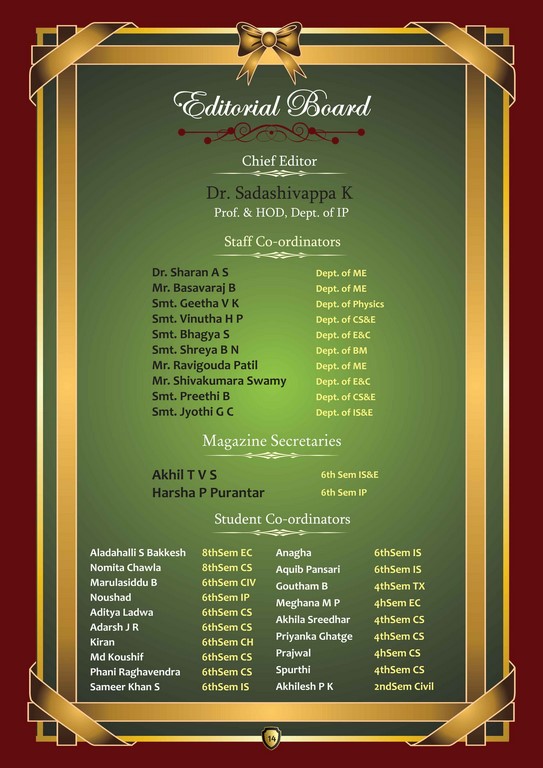 Editorial Board
Chief Editor
Dr. Sadashivappa K
Prof. & HOD, Dept. of IP
Staff Co-ordinators
Dr. Sharan A S Dept. of ME
Mr. Basavaraj B Dept. of ME
Smt. Geetha V K Dept. of Physics
Smt. Vinutha H P Dept. of CS&E
Smt. Bhagya S Dept. of E&C
Smt. Shreya B N Dept. of BM
Mr. Ravigouda Patil Dept. of ME
Mr. Shivakumara Swamy Dept. of E&C
Smt. Preethi B Dept. of CS&E
Smt. Jyothi G C Dept. of IS&E
Magazine Secretaries
Akhil T V S 6th Sem IS&E
Harsha P Purantar 6th Sem IP
Student Co-ordinators
Aladahalli S Bakkesh 8thSem EC
Nomita Chawla 8thSem CS
Marulasiddu B 6thSem CIV
Noushad 6thSem IP
Aditya Ladwa 6thSem CS
Adarsh J R 6thSem CS
Kiran 6thSem CH
Md Koushif 6thSem CS
Phani Raghavendra 6thSem CS
Sameer Khan S 6thSem IS
Anagha 6thSem IS
Aquib Pansari 6thSem IS
Goutham B 4thSem TX
Meghana M P 4hSem EC
Akhila Sreedhar 4thSem CS
Priyanka Ghatge 4thSem CS
Prajwal 4hSem CS
Spurthi 4thSem CS
Akhilesh P K 2ndSem Civil
14